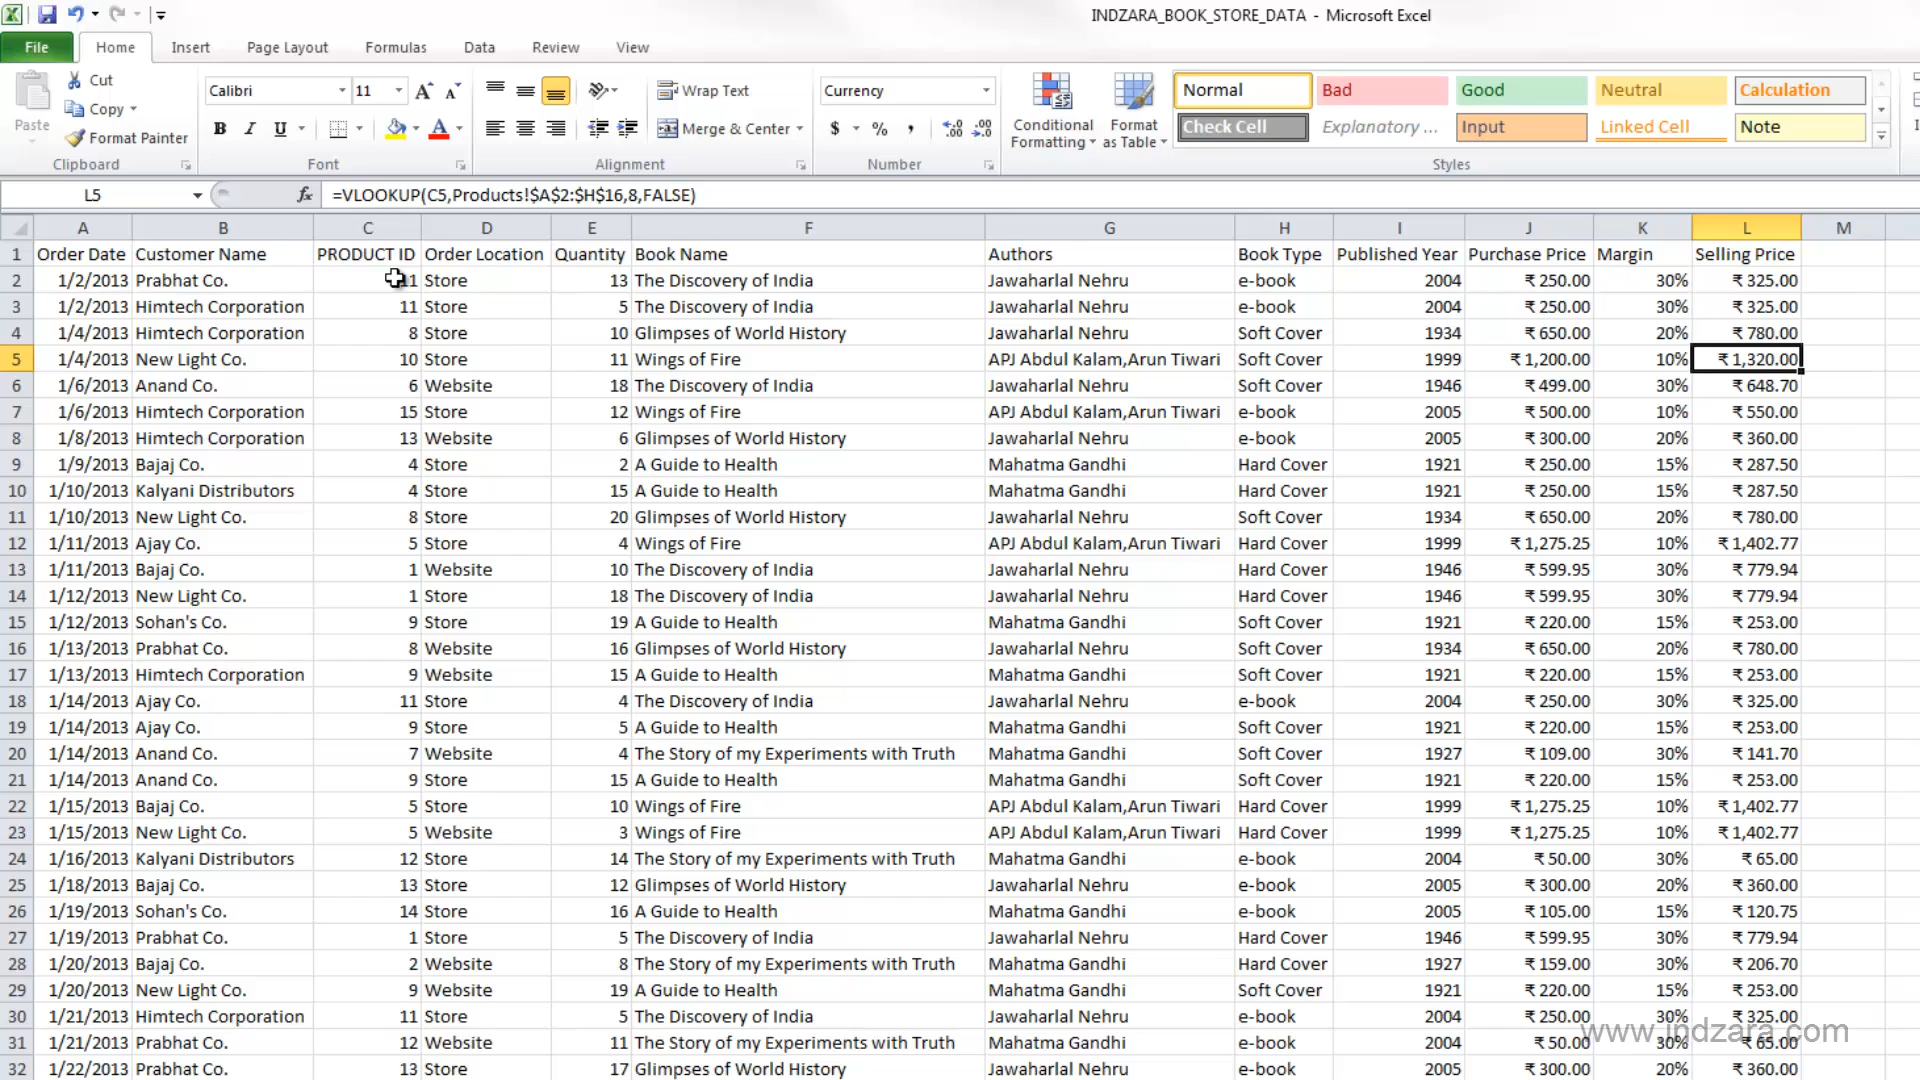 INDZARA_BOOK_STORE_DATA - Microsoft Excel
File Home Insert Page Layout Formulas Data Review View
Paste Cut Copy Format Painter Clipboard
Calibri 11 A A B I U A Font
Wrap Text Merge & Center Alignment
Currency $ % , .00 .00 Number
Conditional Formatting Format as Table
Normal Bad Good Neutral Calculation
Check Cell Explanatory ... Input Linked Cell Note
Styles
L5 fx =VLOOKUP(C5,Products!$A$2:$H$16,8,FALSE)
A B C D E F G H I J K L M
1 Order Date Customer Name PRODUCT ID Order Location Quantity Book Name Authors Book Type Published Year Purchase Price Margin Selling Price
2 1/2/2013 Prabhat Co. 11 Store 13 The Discovery of India Jawaharlal Nehru e-book 2004 ₹ 250.00 30% ₹ 325.00
3 1/2/2013 Himtech Corporation 11 Store 5 The Discovery of India Jawaharlal Nehru e-book 2004 ₹ 250.00 30% ₹ 325.00
4 1/4/2013 Himtech Corporation 8 Store 10 Glimpses of World History Jawaharlal Nehru Soft Cover 1934 ₹ 650.00 20% ₹ 780.00
5 1/4/2013 New Light Co. 10 Store 11 Wings of Fire APJ Abdul Kalam,Arun Tiwari Soft Cover 1999 ₹ 1,200.00 10% ₹ 1,320.00
6 1/6/2013 Anand Co. 6 Website 18 The Discovery of India Jawaharlal Nehru Soft Cover 1946 ₹ 499.00 30% ₹ 648.70
7 1/6/2013 Himtech Corporation 15 Store 12 Wings of Fire APJ Abdul Kalam,Arun Tiwari e-book 2005 ₹ 500.00 10% ₹ 550.00
8 1/8/2013 Himtech Corporation 13 Website 6 Glimpses of World History Jawaharlal Nehru e-book 2005 ₹ 300.00 20% ₹ 360.00
9 1/9/2013 Bajaj Co. 4 Store 2 A Guide to Health Mahatma Gandhi Hard Cover 1921 ₹ 250.00 15% ₹ 287.50
10 1/10/2013 Kalyani Distributors 4 Store 15 A Guide to Health Mahatma Gandhi Hard Cover 1921 ₹ 250.00 15% ₹ 287.50
11 1/10/2013 New Light Co. 8 Store 20 Glimpses of World History Jawaharlal Nehru Soft Cover 1934 ₹ 650.00 20% ₹ 780.00
12 1/11/2013 Ajay Co. 5 Store 4 Wings of Fire APJ Abdul Kalam,Arun Tiwari Hard Cover 1999 ₹ 1,275.25 10% ₹ 1,402.77
13 1/11/2013 Bajaj Co. 1 Website 10 The Discovery of India Jawaharlal Nehru Hard Cover 1946 ₹ 599.95 30% ₹ 779.94
14 1/12/2013 New Light Co. 1 Store 18 The Discovery of India Jawaharlal Nehru Hard Cover 1946 ₹ 599.95 30% ₹ 779.94
15 1/12/2013 Sohan's Co. 9 Store 19 A Guide to Health Mahatma Gandhi Soft Cover 1921 ₹ 220.00 15% ₹ 253.00
16 1/13/2013 Prabhat Co. 8 Website 16 Glimpses of World History Jawaharlal Nehru Soft Cover 1934 ₹ 650.00 20% ₹ 780.00
17 1/13/2013 Himtech Corporation 9 Website 15 A Guide to Health Mahatma Gandhi Soft Cover 1921 ₹ 220.00 15% ₹ 253.00
18 1/14/2013 Ajay Co. 11 Store 4 The Discovery of India Jawaharlal Nehru e-book 2004 ₹ 250.00 30% ₹ 325.00
19 1/14/2013 Ajay Co. 9 Store 5 A Guide to Health Mahatma Gandhi Soft Cover 1921 ₹ 220.00 15% ₹ 253.00
20 1/14/2013 Anand Co. 7 Website 4 The Story of my Experiments with Truth Mahatma Gandhi Soft Cover 1927 ₹ 109.00 30% ₹ 141.70
21 1/14/2013 Anand Co. 9 Store 15 A Guide to Health Mahatma Gandhi Soft Cover 1921 ₹ 220.00 15% ₹ 253.00
22 1/15/2013 Bajaj Co. 5 Store 10 Wings of Fire APJ Abdul Kalam,Arun Tiwari Hard Cover 1999 ₹ 1,275.25 10% ₹ 1,402.77
23 1/15/2013 New Light Co. 5 Website 3 Wings of Fire APJ Abdul Kalam,Arun Tiwari Hard Cover 1999 ₹ 1,275.25 10% ₹ 1,402.77
24 1/16/2013 Kalyani Distributors 12 Store 14 The Story of my Experiments with Truth Mahatma Gandhi e-book 2004 ₹ 50.00 30% ₹ 65.00
25 1/18/2013 Bajaj Co. 13 Store 12 Glimpses of World History Jawaharlal Nehru e-book 2005 ₹ 300.00 20% ₹ 360.00
26 1/19/2013 Sohan's Co. 14 Store 16 A Guide to Health Mahatma Gandhi e-book 2005 ₹ 105.00 15% ₹ 120.75
27 1/19/2013 Prabhat Co. 1 Store 5 The Discovery of India Jawaharlal Nehru Hard Cover 1946 ₹ 599.95 30% ₹ 779.94
28 1/20/2013 Bajaj Co. 2 Website 8 The Story of my Experiments with Truth Mahatma Gandhi Hard Cover 1927 ₹ 159.00 30% ₹ 206.70
29 1/20/2013 New Light Co. 9 Website 19 A Guide to Health Mahatma Gandhi Soft Cover 1921 ₹ 220.00 15% ₹ 253.00
30 1/21/2013 Himtech Corporation 11 Store 5 The Discovery of India Jawaharlal Nehru e-book 2004 ₹ 250.00 30% ₹ 325.00
www.indzara.com
31 1/21/2013 Prabhat Co. 12 Website 11 The Story of my Experiments with Truth Mahatma Gandhi e-book 2004 ₹ 50.00 30% ₹ 65.00
32 1/22/2013 Prabhat Co. 13 Store 17 Glimpses of World History Jawaharlal Nehru e-book 2005 ₹ 300.00 20% ₹ 360.00